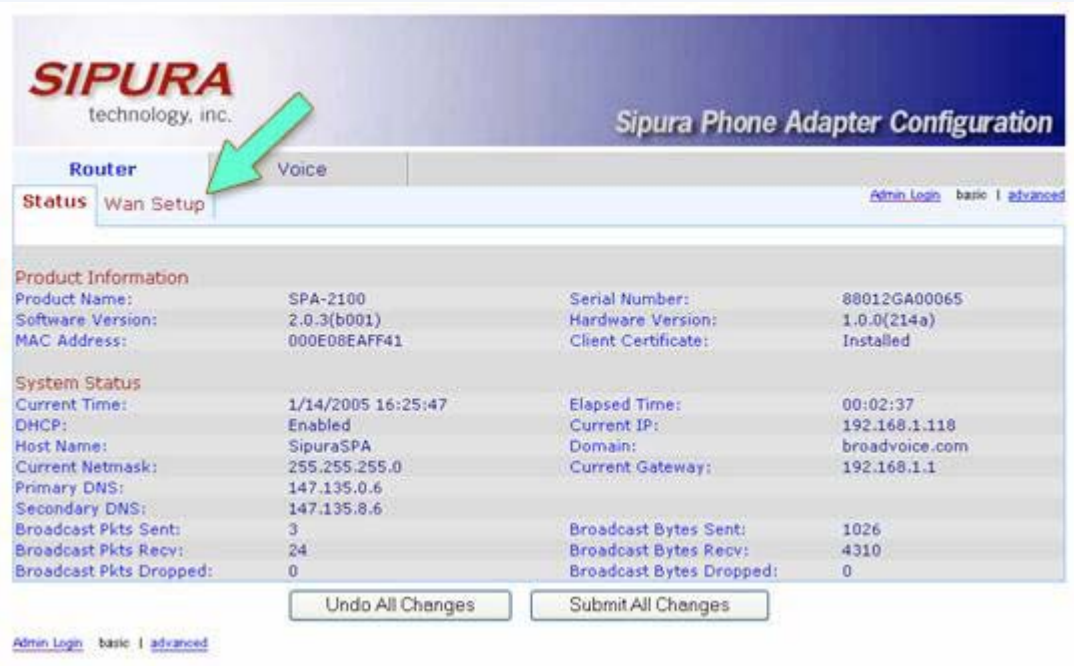 SIPURA
technology, inc.
Sipura Phone Adapter Configuration
Router Voice
Status Wan Setup Admin Login basic | advanced
Product Information
Product Name: SPA-2100 Serial Number: 88012GA00065
Software Version: 2.0.3(b001) Hardware Version: 1.0.0(214a)
MAC Address: 000E08EAFF41 Client Certificate: Installed
System Status
Current Time: 1/14/2005 16:25:47 Elapsed Time: 00:02:37
DHCP: Enabled Current IP: 192.168.1.118
Host Name: SipuraSPA Domain: broadvoice.com
Current Netmask: 255.255.255.0 Current Gateway: 192.168.1.1
Primary DNS: 147.135.0.6
Secondary DNS: 147.135.8.6
Broadcast Pkts Sent: 3 Broadcast Bytes Sent: 1026
Broadcast Pkts Recv: 24 Broadcast Bytes Recv: 4310
Broadcast Pkts Dropped: 0 Broadcast Bytes Dropped: 0
Undo All Changes Submit All Changes
Admin Login basic | advanced